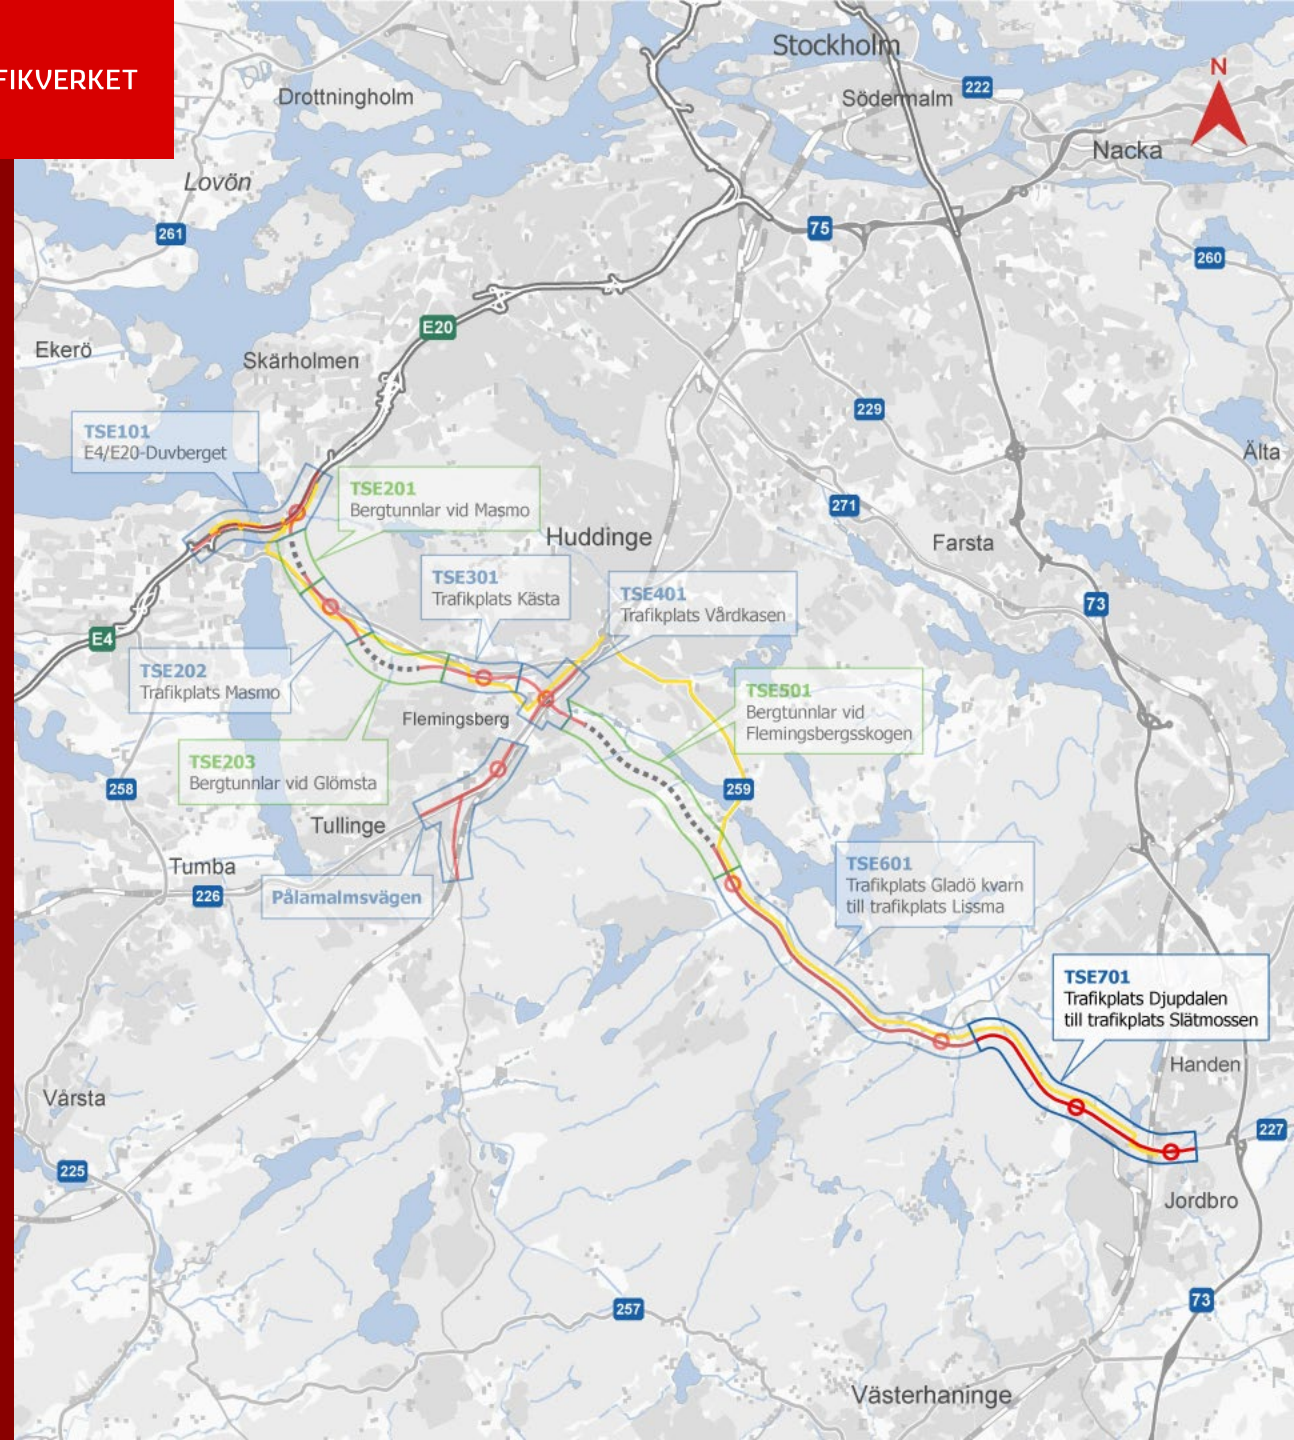 FIKVERKET
Stockholm
N
Drottningholm
Södermalm
222
Nacka
Lovön
261
75
260
E20
Ekerö
Skärholmen
229
TSE101
E4/E20-Duvberget
Älta
TSE201
Bergtunnlar vid Masmo
271
Huddinge
Farsta
TSE301
Trafikplats Kästa
TSE401
Trafikplats Vårdkasen
73
E4
TSE202
Trafikplats Masmo
TSE501
Bergtunnlar vid
Flemingsbergsskogen
Flemingsberg
TSE203
Bergtunnlar vid Glömsta
258
259
Tullinge
Tumba
226
Pålamalmsvägen
TSE601
Trafikplats Gladö kvarn
till trafikplats Lissma
TSE701
Trafikplats Djupdalen
till trafikplats Slätmossen
Handen
Vårsta
227
225
Jordbro
257
73
Västerhaninge